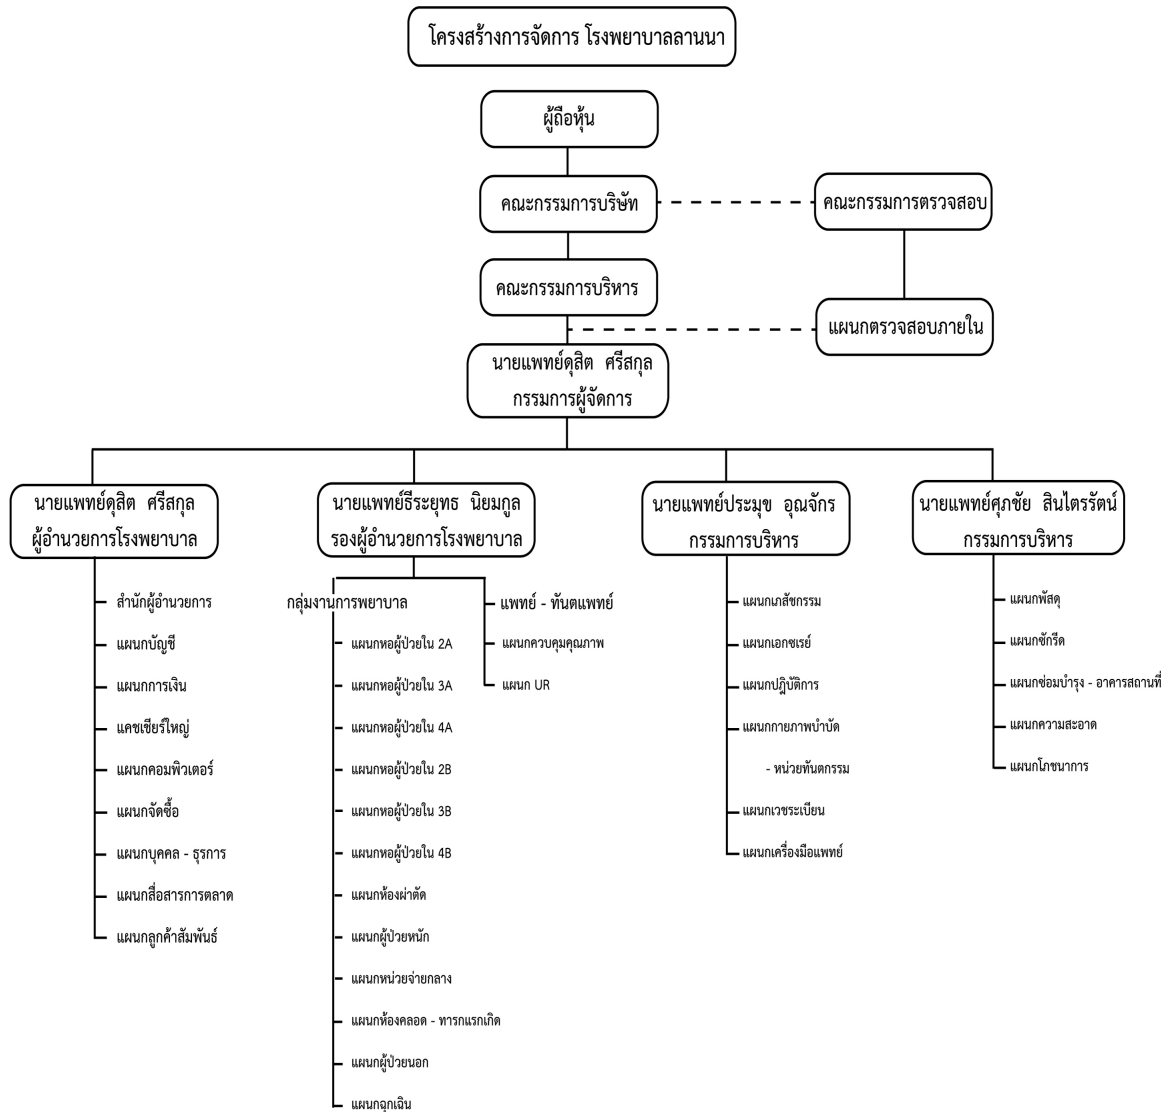 โครงสร้างการจัดการ โรงพยาบาลลานนา
ผู้ถือหุ้น
คณะกรรมการบริษัท
คณะกรรมการตรวจสอบ
คณะกรรมการบริหาร
แผนกตรวจสอบภายใน
นายแพทย์ดุสิต ศรีสกุล
กรรมการผู้จัดการ
นายแพทย์ดุสิต ศรีสกุล
ผู้อำนวยการโรงพยาบาล
สำนักผู้อำนวยการ
แผนกบัญชี
แผนกการเงิน
แคชเชียร์ใหญ่
แผนกคอมพิวเตอร์
แผนกจัดซื้อ
แผนกบุคคล - ธุรการ
แผนกสื่อสารการตลาด
แผนกลูกค้าสัมพันธ์
นายแพทย์ธีระยุทธ นิยมกูล
รองผู้อำนวยการโรงพยาบาล
กลุ่มงานการพยาบาล
แผนกหอผู้ป่วยใน 2A
แผนกหอผู้ป่วยใน 3A
แผนกหอผู้ป่วยใน 4A
แผนกหอผู้ป่วยใน 2B
แผนกหอผู้ป่วยใน 3B
แผนกหอผู้ป่วยใน 4B
แผนกห้องผ่าตัด
แผนกผู้ป่วยหนัก
แผนกหน่วยจ่ายกลาง
แผนกห้องคลอด - ทารกแรกเกิด
แผนกผู้ป่วยนอก
แผนกฉุกเฉิน
แพทย์ - ทันตแพทย์
แผนกควบคุมคุณภาพ
แผนก UR
นายแพทย์ประมุข อุณจักร
กรรมการบริหาร
แผนกเภสัชกรรม
แผนกเอกซเรย์
แผนกปฎิบัติการ
แผนกกายภาพบำบัด
- หน่วยทันตกรรม
แผนกเวชระเบียน
แผนกเครื่องมือแพทย์
นายแพทย์ศุภชัย สินไตรรัตน์
กรรมการบริหาร
แผนกพัสดุ
แผนกซักรีด
แผนกซ่อมบำรุง - อาคารสถานที่
แผนกความสะอาด
แผนกโภชนาการ